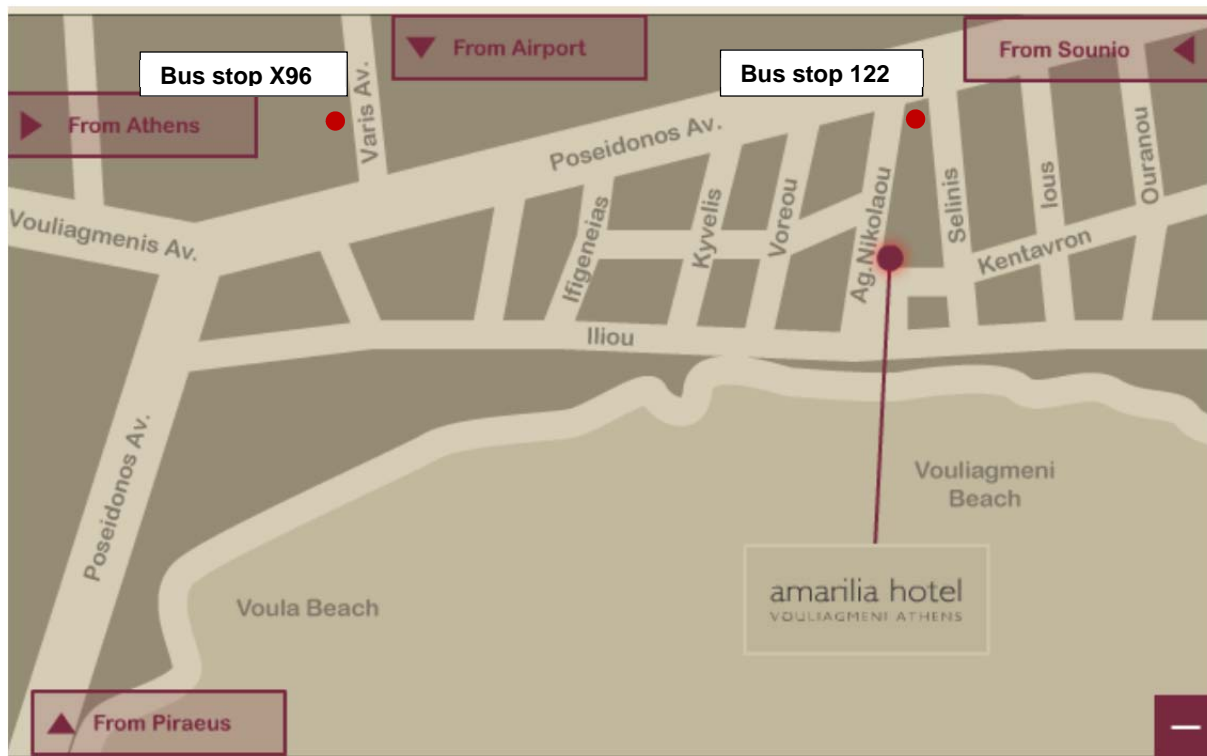 From Airport
From Sounio
Bus stop X96
Bus stop 122
From Athens
Varis Av.
Poseidonos Av.
Vouliagmenis Av.
Ifigeneias
Kyvelis
Voreou
Ag.Nikolaou
Selinis
Ious
Ouranou
Kentavron
Iliou
Poseidonos Av.
Vouliagmeni
Beach
amarilia hotel
VOULIAGMENI ATHENS
Voula Beach
From Piraeus